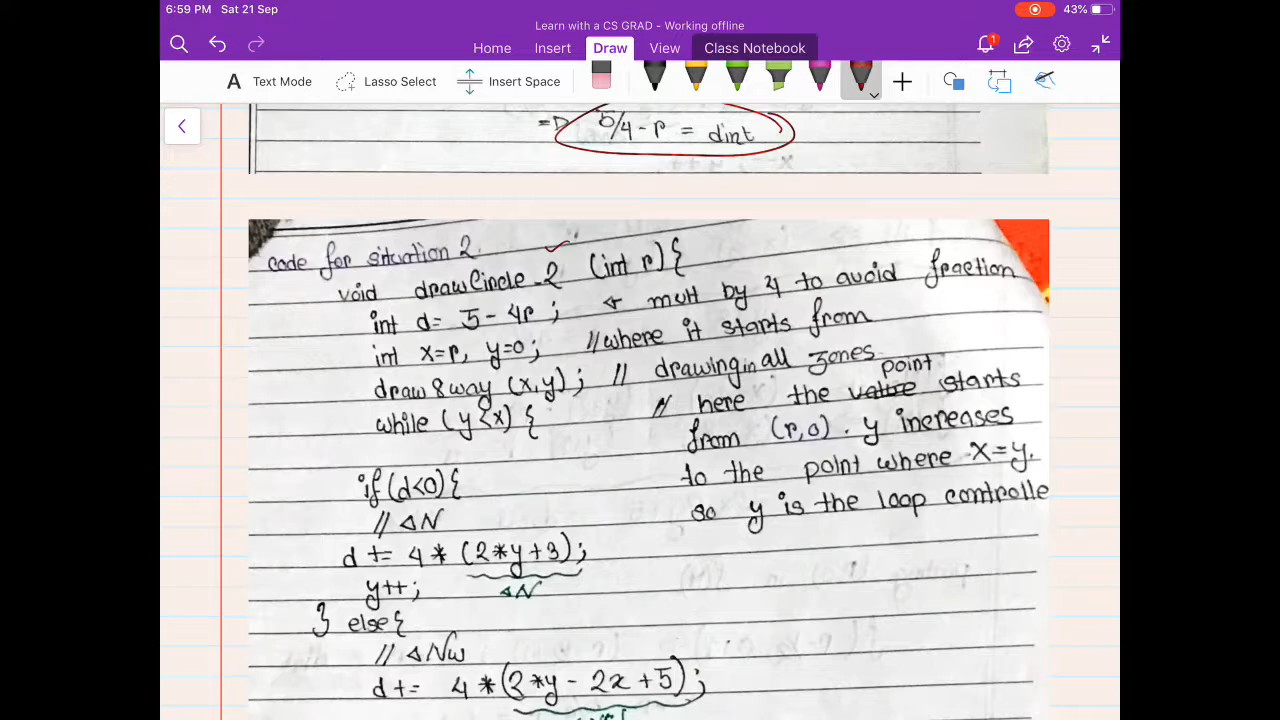 6:59 PM Sat 21 Sep
43%
Learn with a CS GRAD - Working offline
Home Insert Draw View Class Notebook
1
A Text Mode Lasso Select Insert Space
=D 5/4 - r = dint
code for situation 2
void drawCircle_2 (int r){
int d= 5 - 4r ; mult by 4 to avoid fraction
int x=r, y=0; //where it starts from
draw8way (x,y); // drawing in all zones
while (y<x) { // here the value point starts
from (r,0). y increases
to the point where x=y.
so y is the loop controlle
if (d<0){
// ΔN
d += 4 * (2*y+3);
y++; ΔN
} else{
// ΔNw
d += 4 * (2*y - 2x +5);